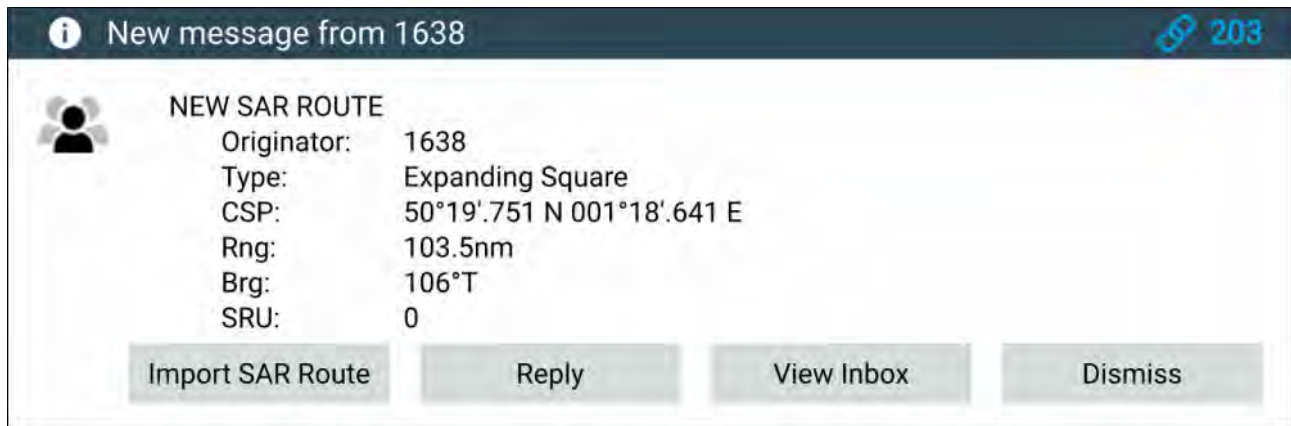 New message from 1638 203
NEW SAR ROUTE
Originator: 1638
Type: Expanding Square
CSP: 50°19'.751 N 001°18'.641 E
Rng: 103.5nm
Brg: 106°T
SRU: 0
Import SAR Route Reply View Inbox Dismiss